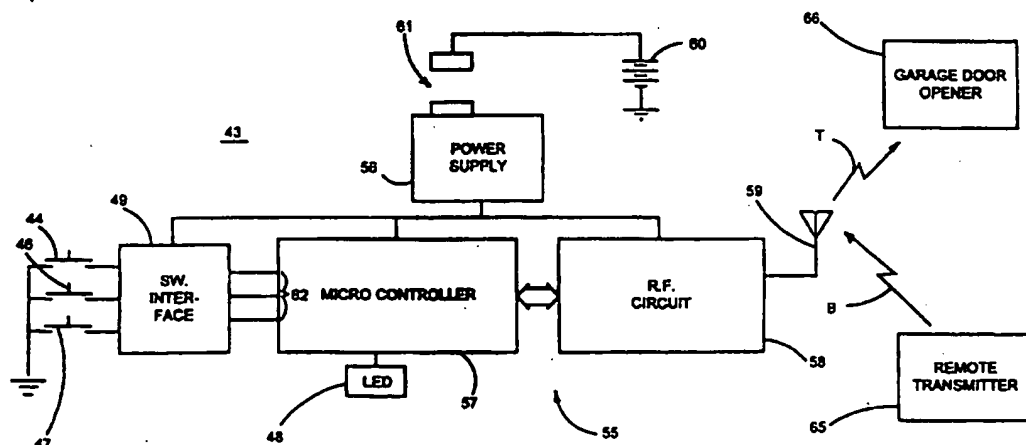 66
61
60
GARAGE DOOR
OPENER
43
POWER
SUPPLY
T
56
59
49
44
46
SW.
INTER-
FACE
62
MICRO CONTROLLER
R.F.
CIRCUIT
B
58
REMOTE
TRANSMITTER
LED
57
47
48
55
65